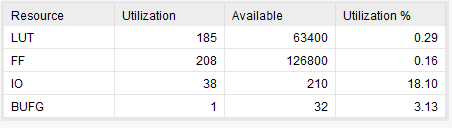 Resource Utilization Available Utilization %
LUT 185 63400 0.29
FF 208 126800 0.16
IO 38 210 18.10
BUFG 1 32 3.13